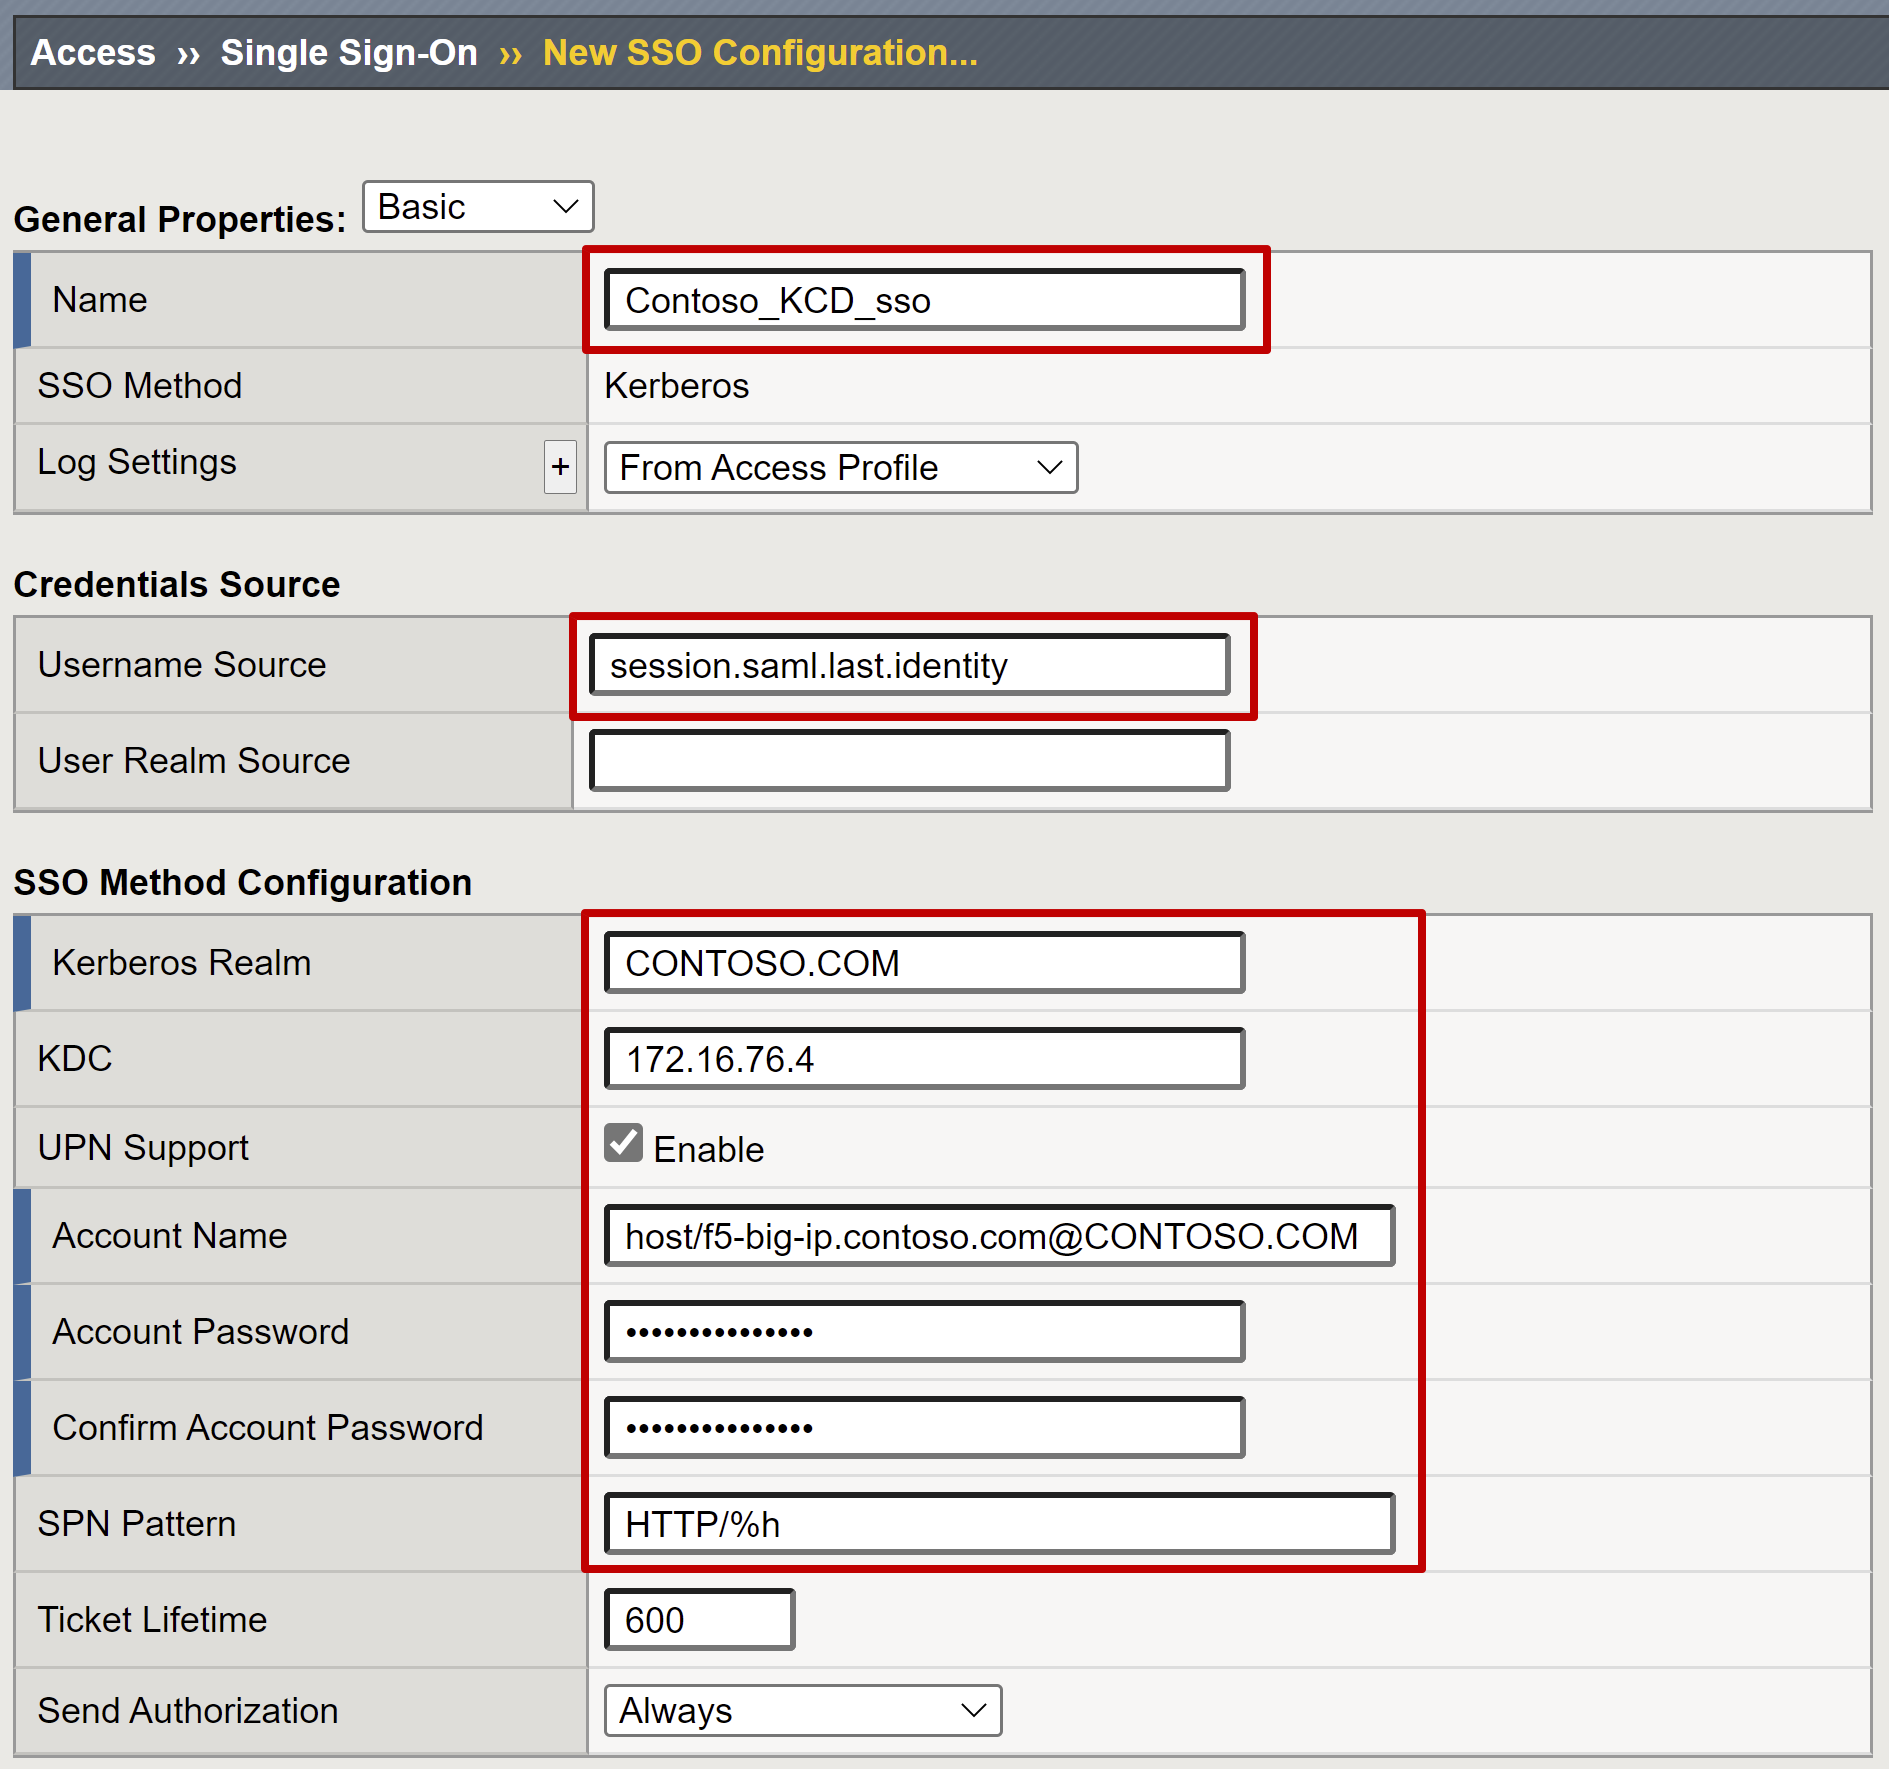 Access ›› Single Sign-On ›› New SSO Configuration...
General Properties: Basic
Name Contoso_KCD_sso
SSO Method Kerberos
Log Settings + From Access Profile
Credentials Source
Username Source session.saml.last.identity
User Realm Source
SSO Method Configuration
Kerberos Realm CONTOSO.COM
KDC 172.16.76.4
UPN Support Enable
Account Name host/f5-big-ip.contoso.com@CONTOSO.COM
Account Password •••••••••••••••
Confirm Account Password •••••••••••••••
SPN Pattern HTTP/%h
Ticket Lifetime 600
Send Authorization Always